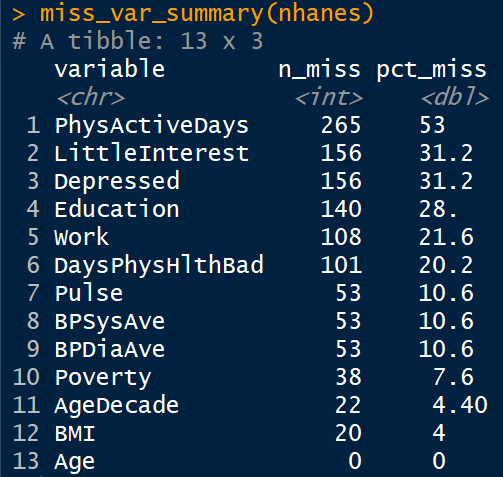 > miss_var_summary(nhanes)
# A tibble: 13 x 3
variable n_miss pct_miss
<chr> <int> <dbl>
1 PhysActiveDays 265 53
2 LittleInterest 156 31.2
3 Depressed 156 31.2
4 Education 140 28.
5 Work 108 21.6
6 DaysPhysHlthBad 101 20.2
7 Pulse 53 10.6
8 BPSysAve 53 10.6
9 BPDiaAve 53 10.6
10 Poverty 38 7.6
11 AgeDecade 22 4.40
12 BMI 20 4
13 Age 0 0